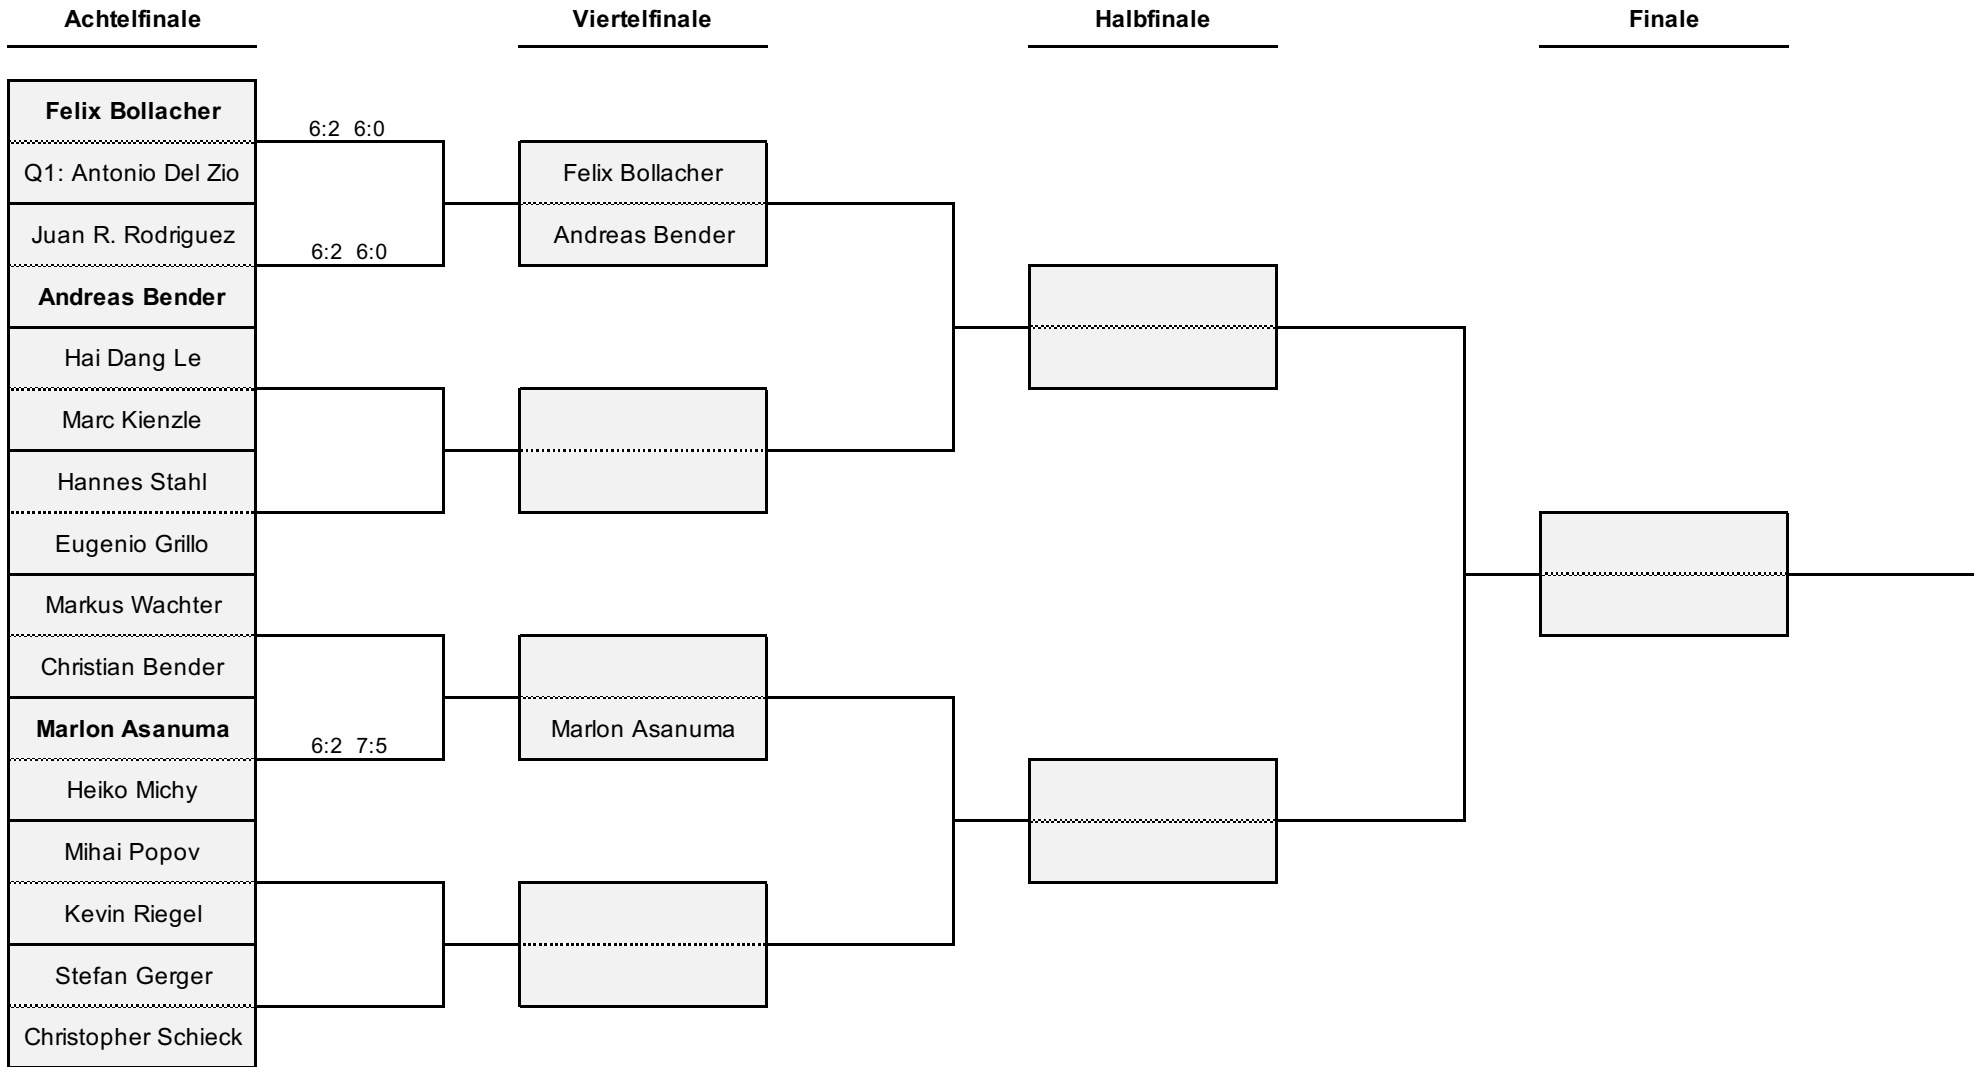 Achtelfinale Viertelfinale Halbfinale Finale
Felix Bollacher
6:2 6:0
Q1: Antonio Del Zio
Felix Bollacher
Juan R. Rodriguez
6:2 6:0
Andreas Bender
Andreas Bender
Hai Dang Le
Marc Kienzle
Hannes Stahl
Eugenio Grillo
Markus Wachter
Christian Bender
Marlon Asanuma
6:2 7:5
Marlon Asanuma
Heiko Michy
Mihai Popov
Kevin Riegel
Stefan Gerger
Christopher Schieck